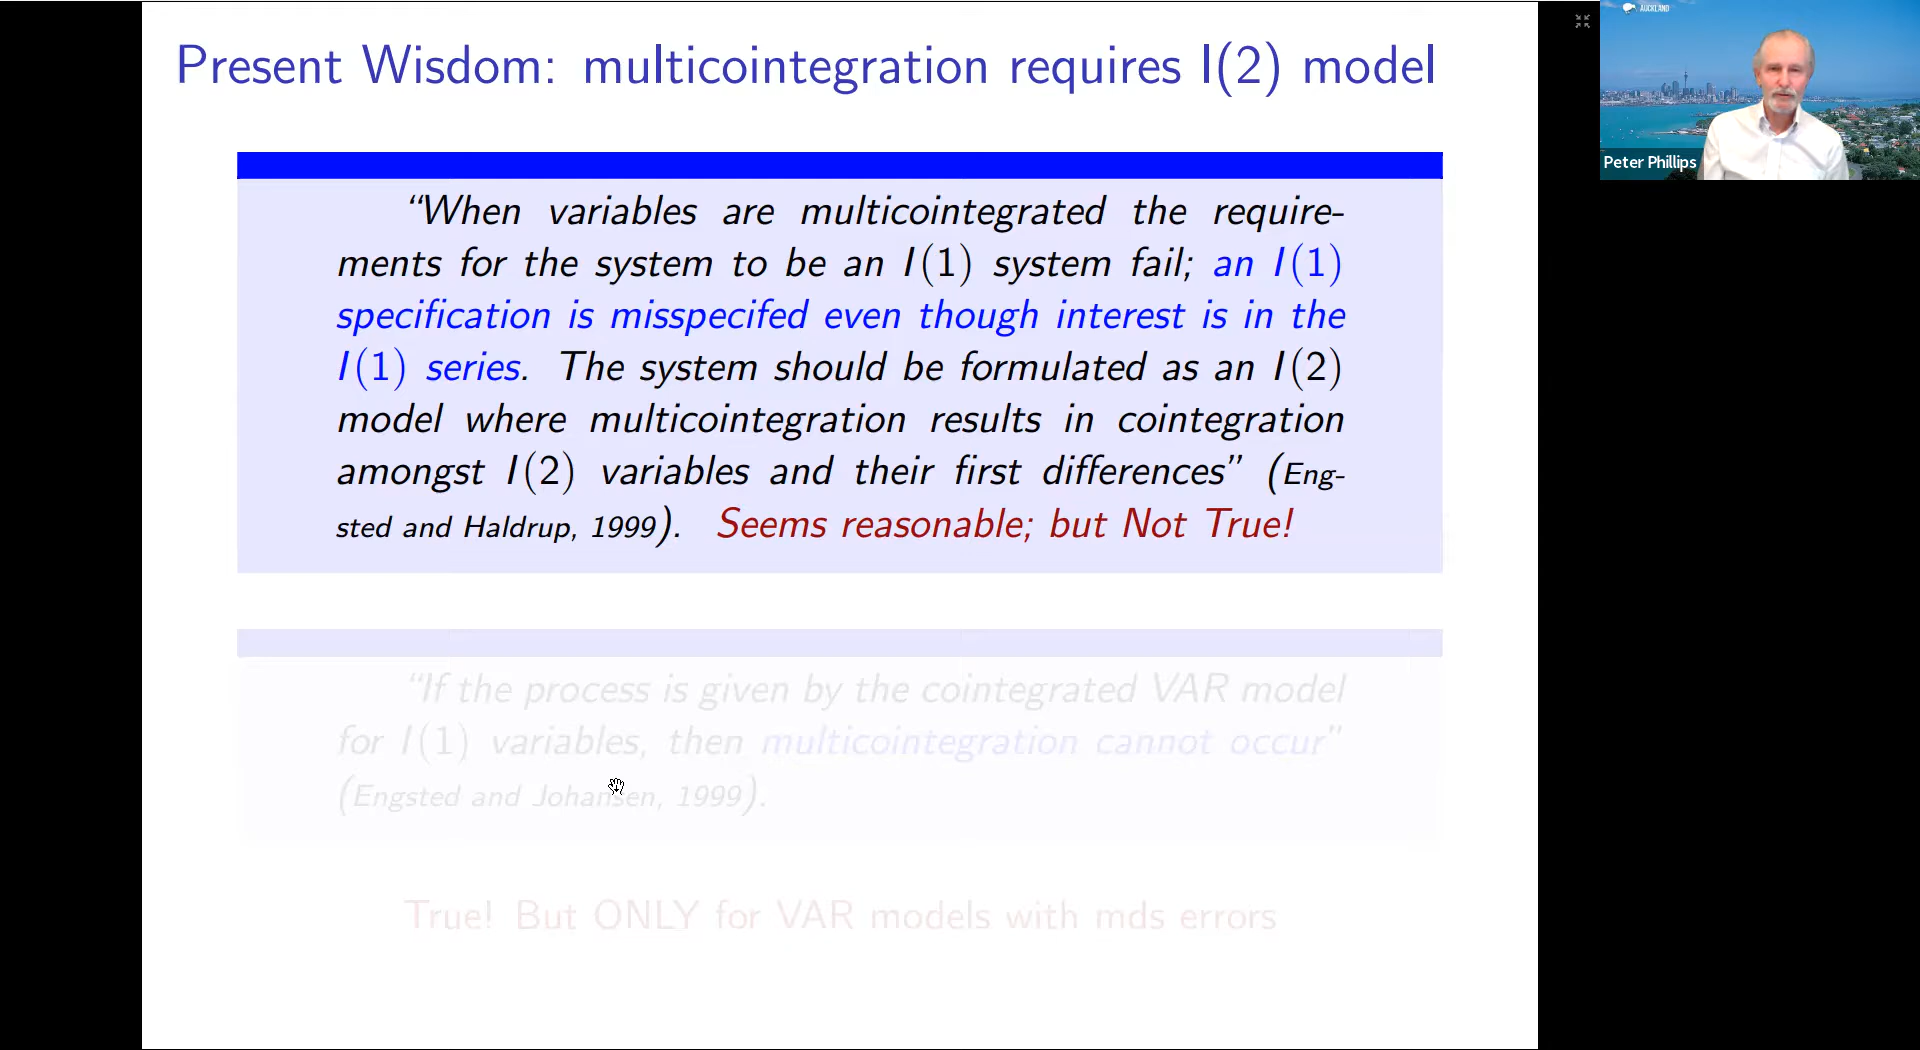 AUCKLAND
Present Wisdom: multicointegration requires I(2) model
Peter Phillips
“When variables are multicointegrated the require-
ments for the system to be an I(1) system fail; an I(1)
specification is misspecifed even though interest is in the
I(1) series. The system should be formulated as an I(2)
model where multicointegration results in cointegration
amongst I(2) variables and their first differences” (Eng-
sted and Haldrup, 1999). Seems reasonable; but Not True!
“If the process is given by the cointegrated VAR model
for I(1) variables, then multicointegration cannot occur”
(Engsted and Johansen, 1999).
True! But ONLY for VAR models with mds errors